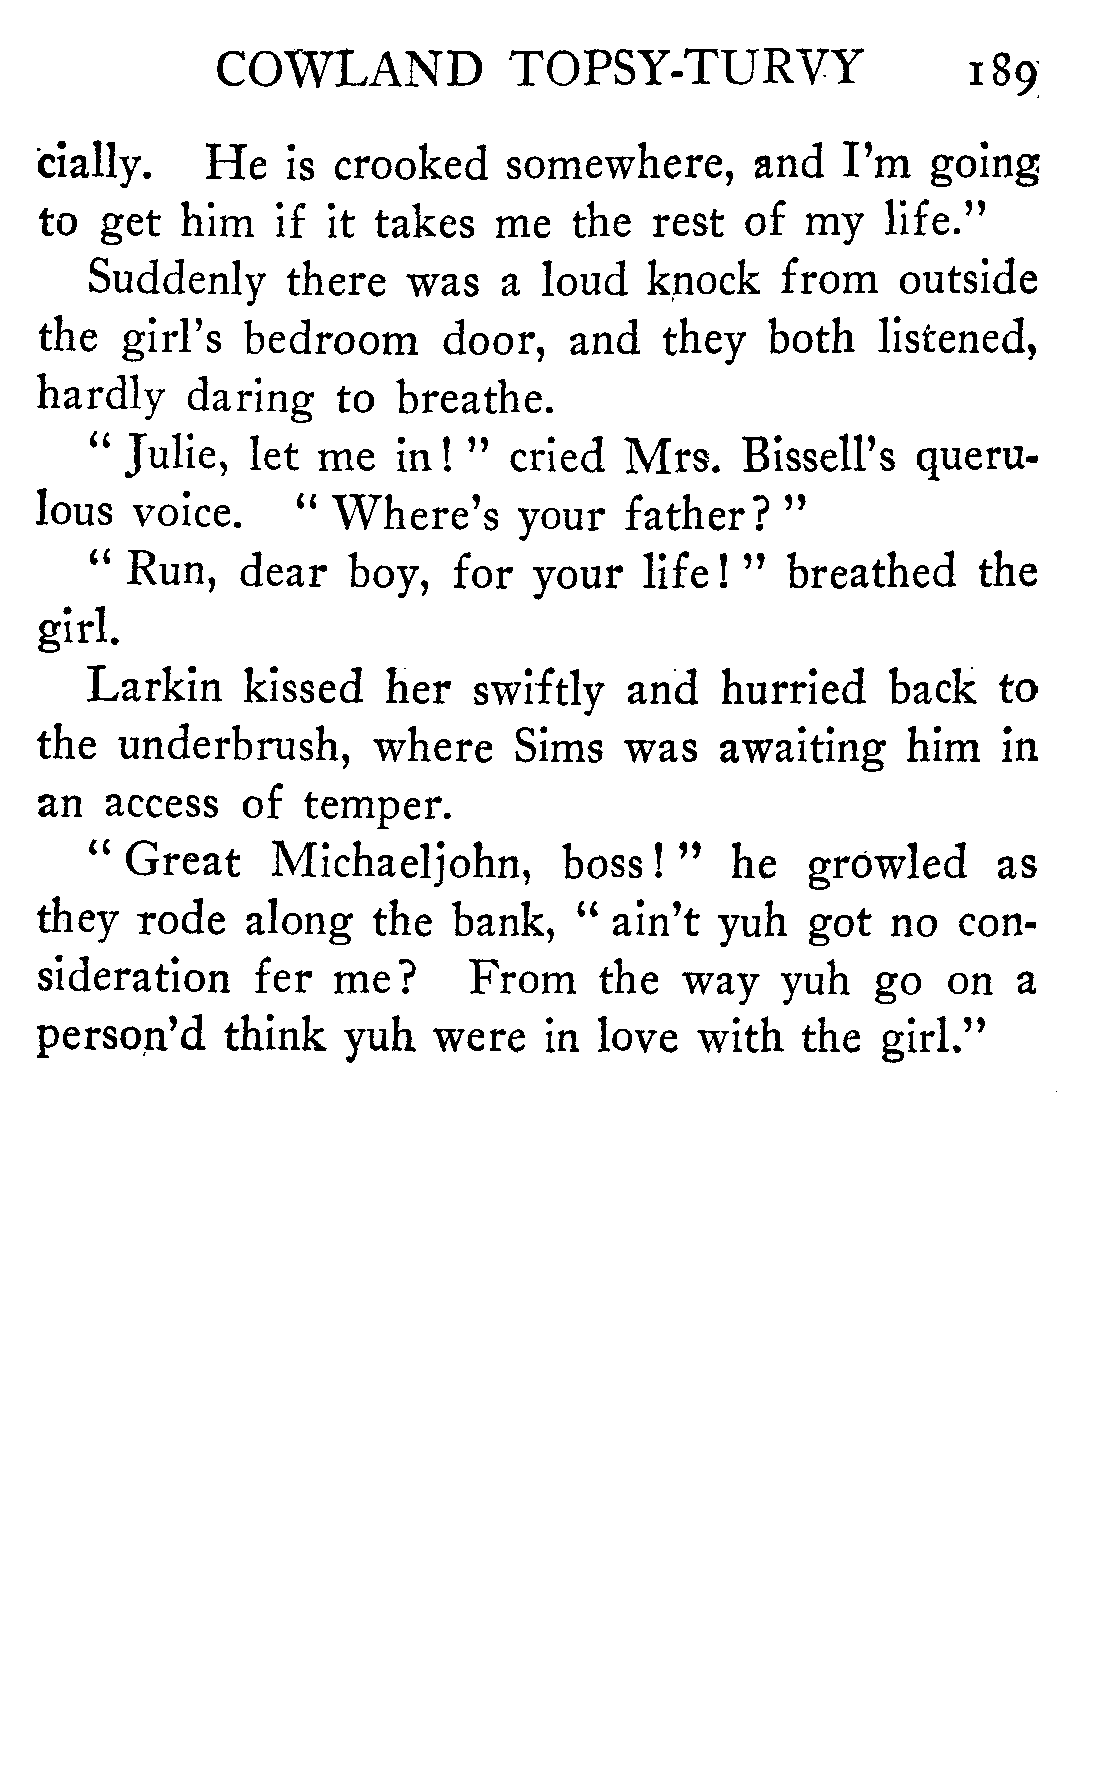 COWLAND TOPSY-TURVY 189
cially. He is crooked somewhere, and I'm going
to get him if it takes me the rest of my life."
Suddenly there was a loud knock from outside
the girl's bedroom door, and they both listened,
hardly daring to breathe.
" Julie, let me in! " cried Mrs. Bissell's queru-
lous voice. " Where's your father? "
" Run, dear boy, for your life! " breathed the
girl.
Larkin kissed her swiftly and hurried back to
the underbrush, where Sims was awaiting him in
an access of temper.
" Great Michaeljohn, boss! " he growled as
they rode along the bank, " ain't yuh got no con-
sideration fer me? From the way yuh go on a
person'd think yuh were in love with the girl."